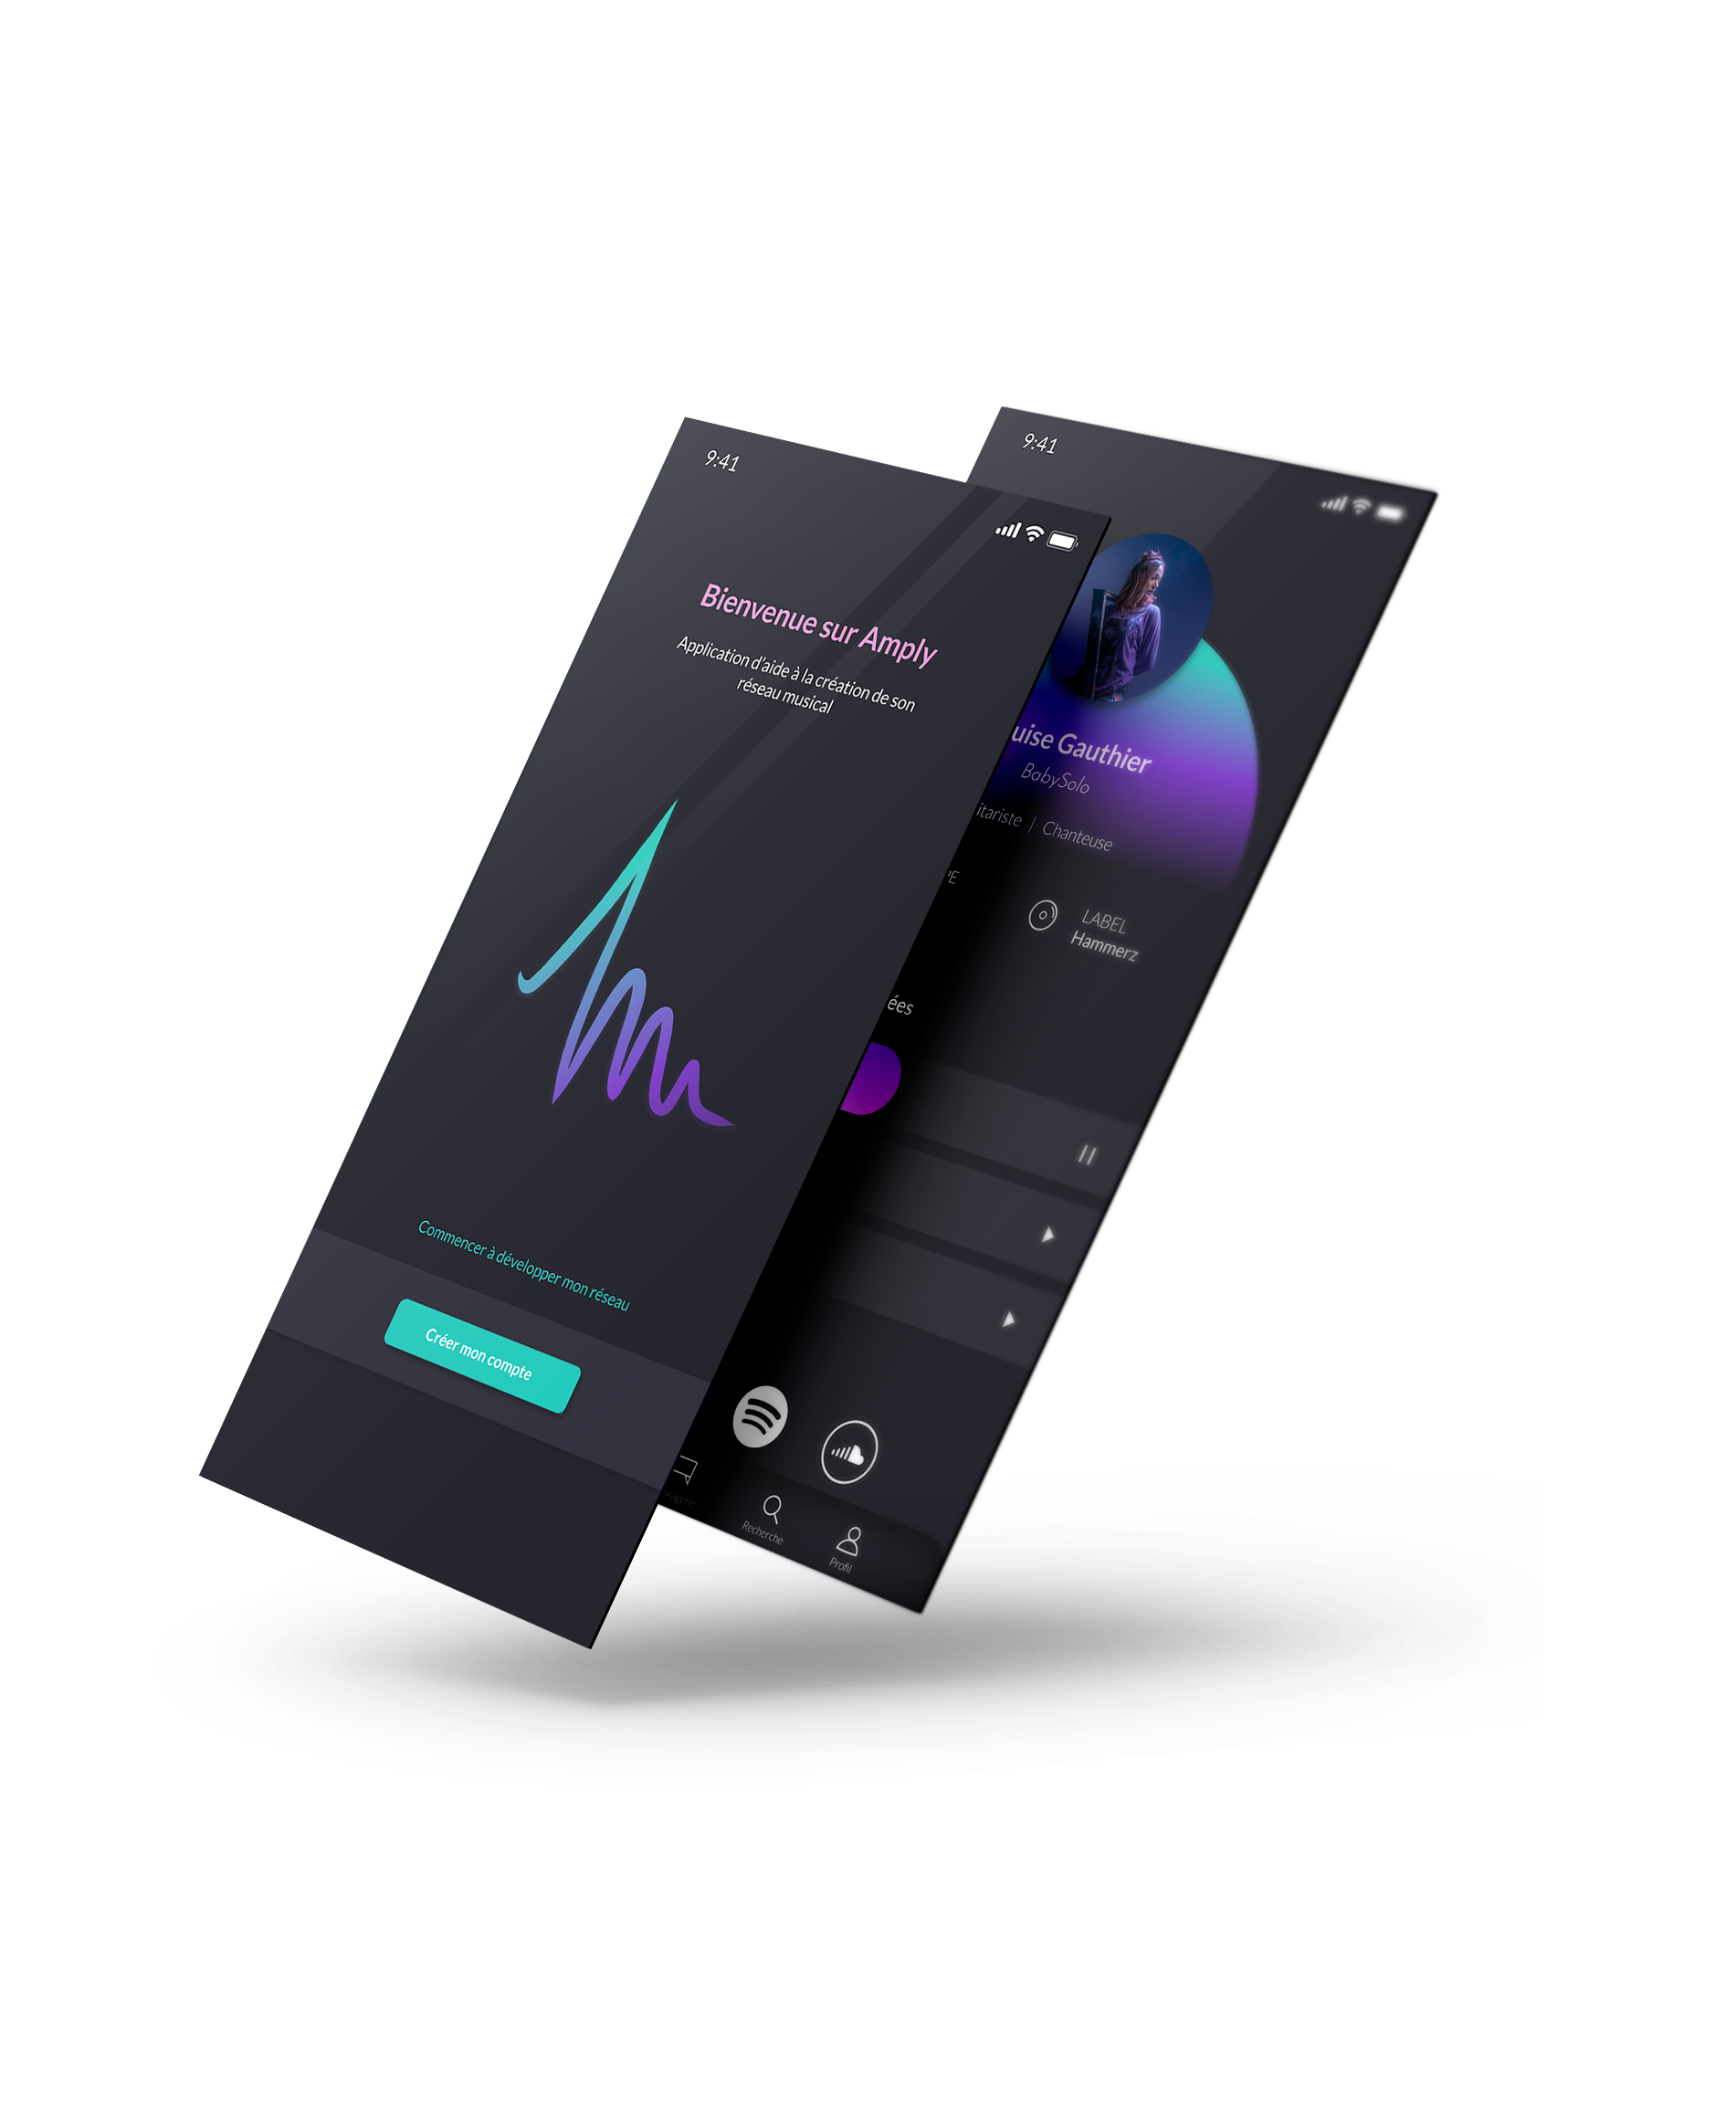 9:41
Bienvenue sur Amply
Application d'aide à la création de son
réseau musical
Commencer à développer mon réseau
Créer mon compte
9:41
uise Gauthier
BabySolo
itariste | Chanteuse
PE
LABEL
Hammerz
ées
Recherche
Profil